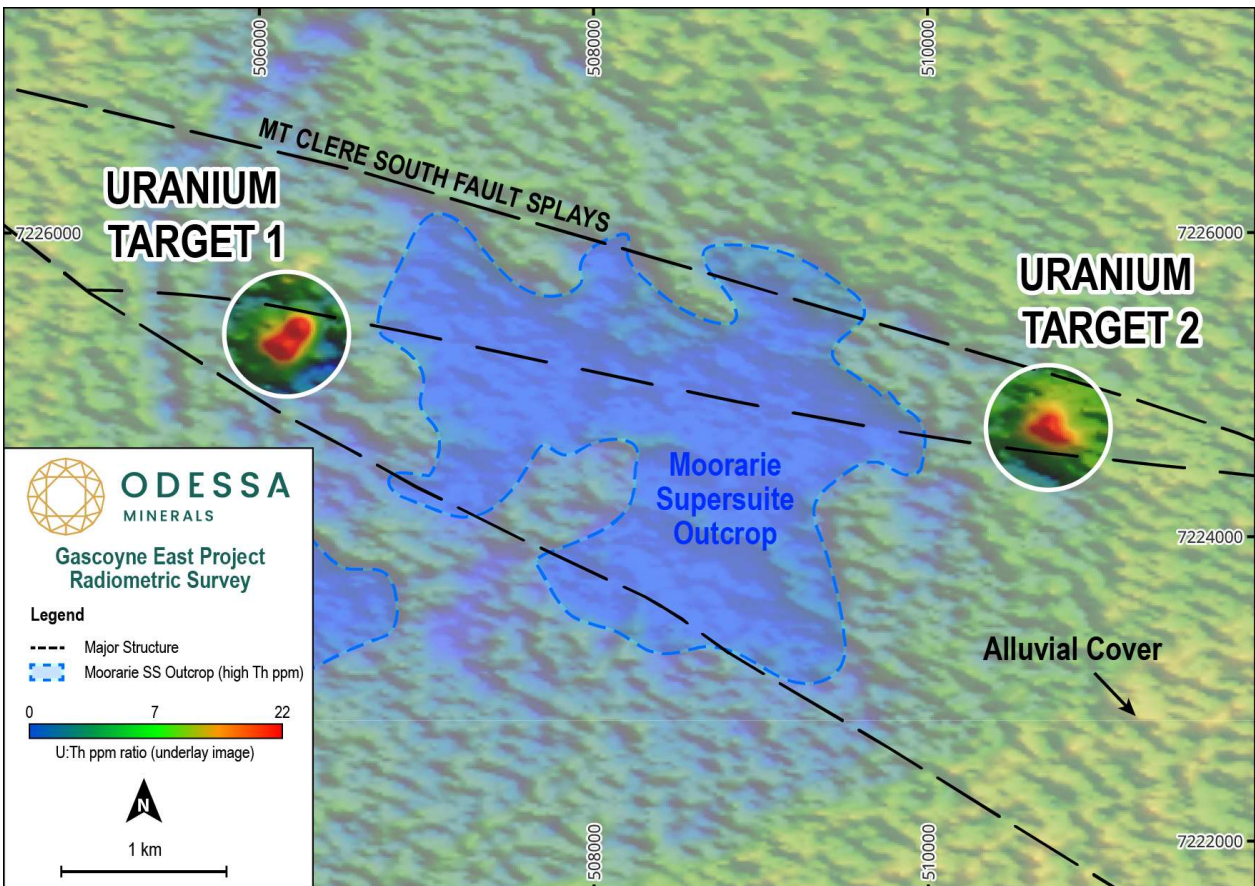 506000
508000
510000
MT CLERE SOUTH FAULT SPLAYS
URANIUM
TARGET 1
7226000
7226000
URANIUM
TARGET 2
Moorarie
Supersuite
Outcrop
7224000
Alluvial Cover
ODESSA
MINERALS
Gascoyne East Project
Radiometric Survey
Legend
Major Structure
Moorarie SS Outcrop (high Th ppm)
0 7 22
U:Th ppm ratio (underlay image)
N
1 km
508000
510000
7222000